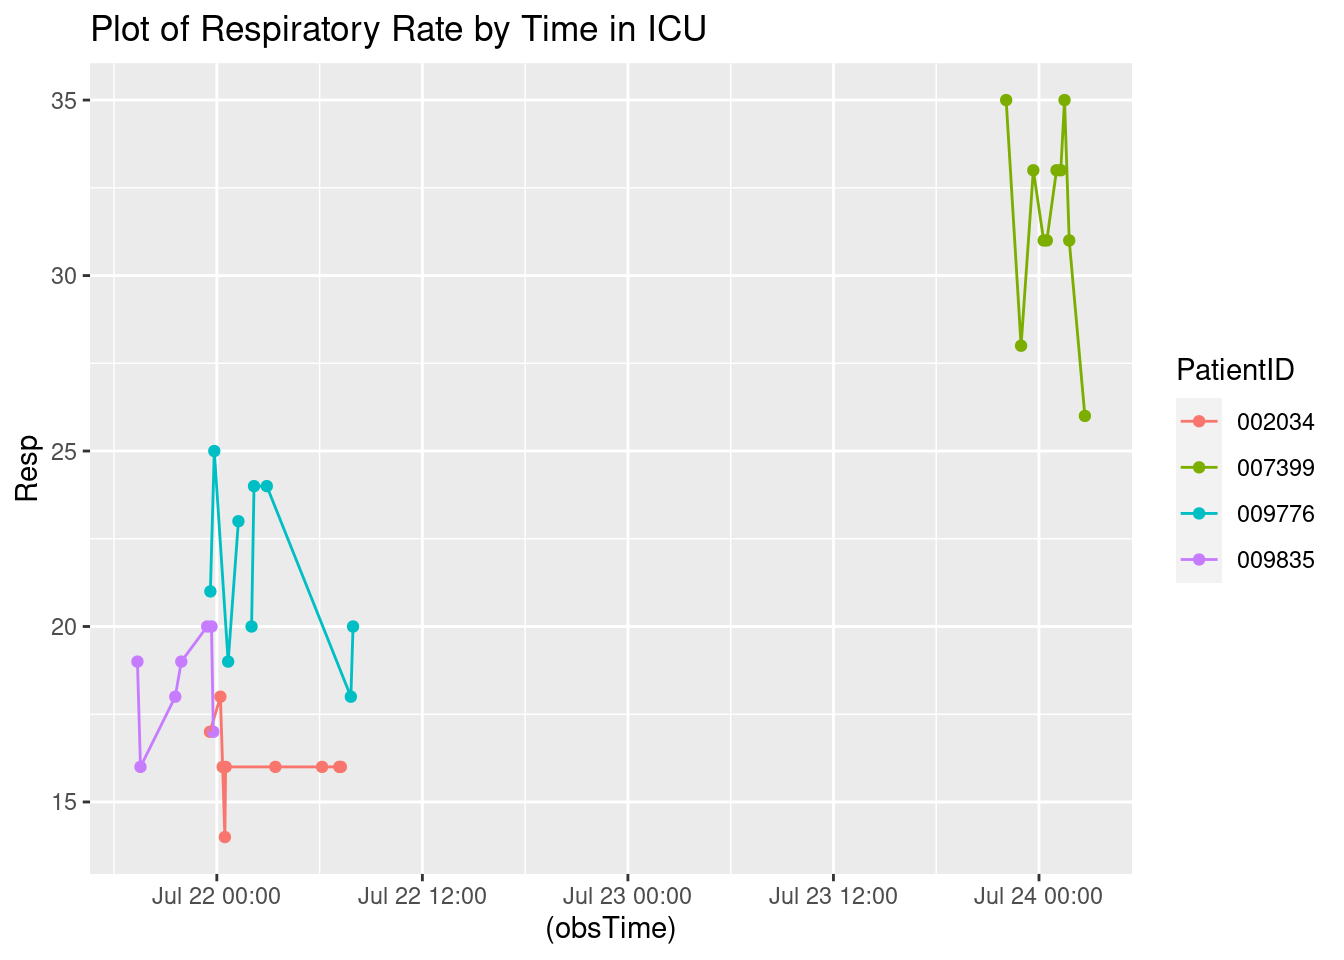 Plot of Respiratory Rate by Time in ICU
35
30
25
20
15
Resp
Jul 22 00:00 Jul 22 12:00 Jul 23 00:00 Jul 23 12:00 Jul 24 00:00
(obsTime)
PatientID
002034
007399
009776
009835